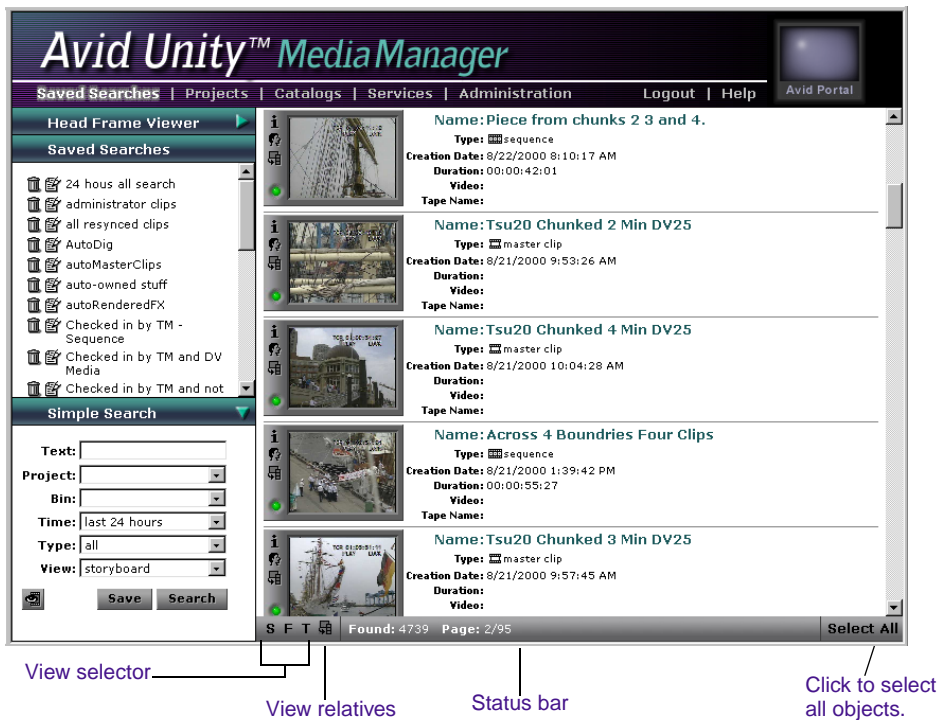 Avid Unity™ MediaManager
Avid Portal
Saved Searches | Projects | Catalogs | Services | Administration Logout | Help
Head Frame Viewer
Saved Searches
24 hous all search
administrator clips
all resynced clips
AutoDig
autoMasterClips
auto-owned stuff
autoRenderedFX
Checked in by TM -
Sequence
Checked in by TM and DV
Media
Checked in by TM and not
Simple Search
Text:
Project:
Bin:
Time: last 24 hours
Type: all
View: storyboard
Save Search
Name:Piece from chunks 2 3 and 4.
Type: sequence
Creation Date: 8/22/2000 8:10:17 AM
Duration: 00:00:42:01
Video:
Tape Name:
Name:Tsu20 Chunked 2 Min DV25
Type: master clip
Creation Date: 8/21/2000 9:53:26 AM
Duration:
Video:
Tape Name:
Name:Tsu20 Chunked 4 Min DV25
Type: master clip
Creation Date: 8/21/2000 10:04:28 AM
Duration:
Video:
Tape Name:
Name:Across 4 Boundries Four Clips
Type: sequence
Creation Date: 8/21/2000 1:39:42 PM
Duration: 00:00:55:27
Video:
Tape Name:
Name:Tsu20 Chunked 3 Min DV25
Type: master clip
Creation Date: 8/21/2000 9:57:45 AM
Duration:
Video:
S F T Found: 4739 Page: 2/95 Select All
View selector
View relatives
Status bar
Click to select
all objects.